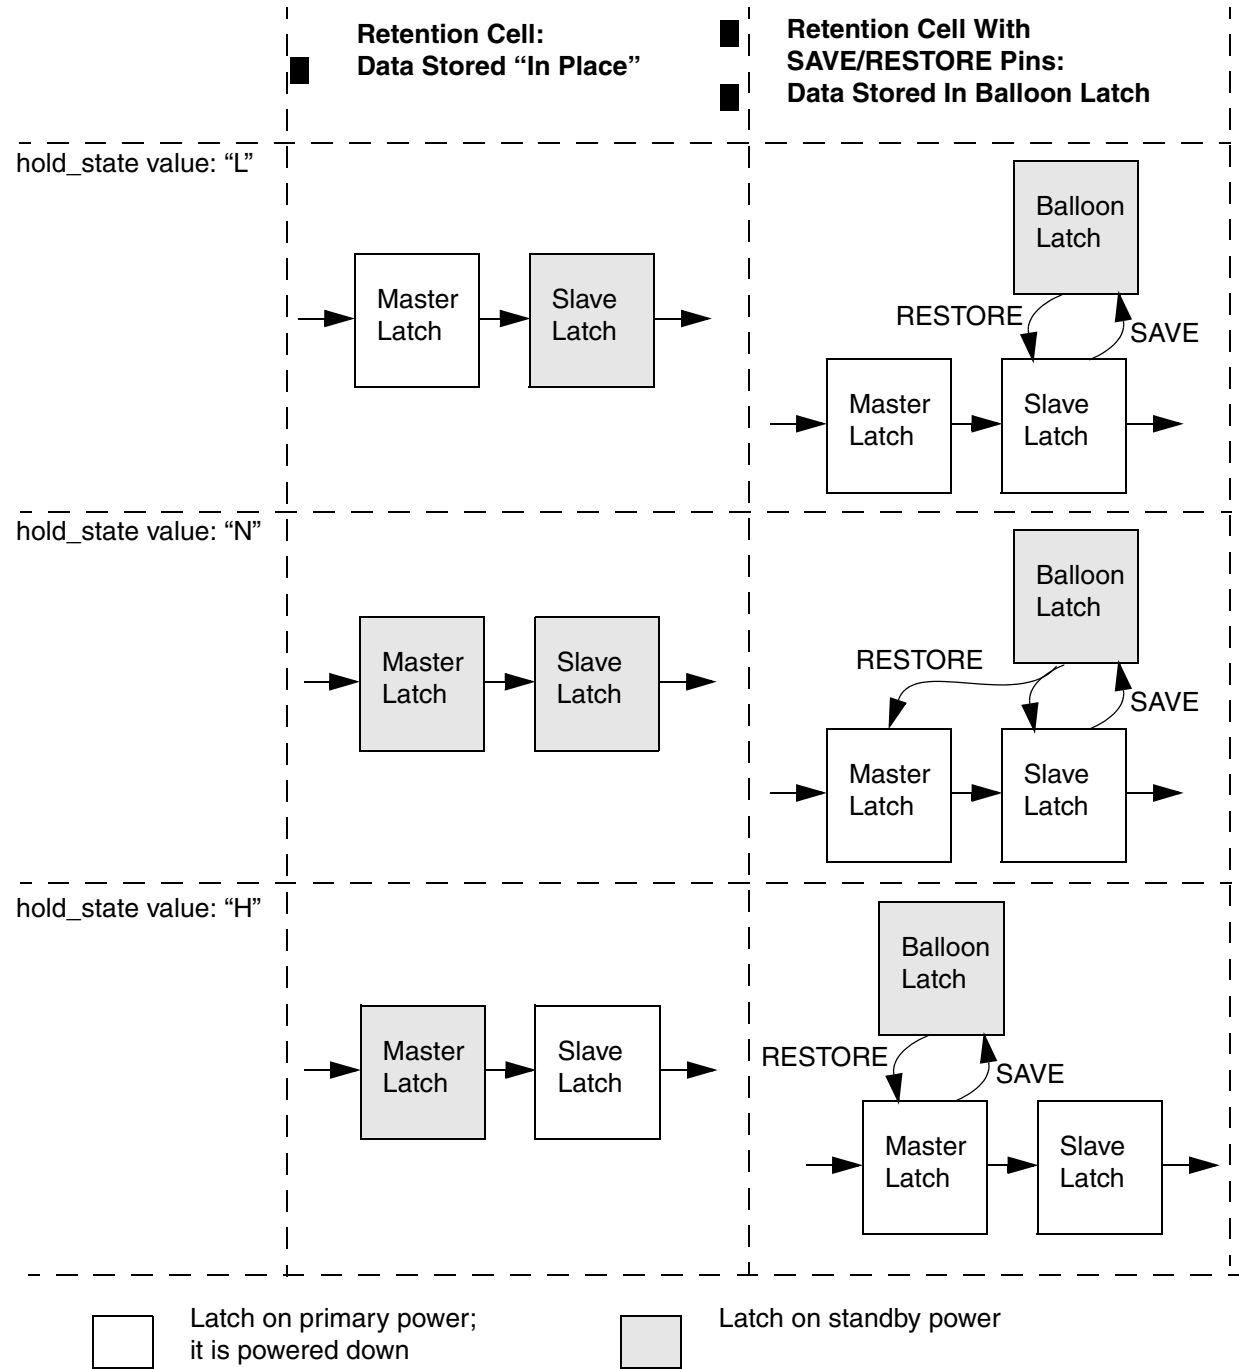 Retention Cell:
Data Stored “In Place”
Retention Cell With
SAVE/RESTORE Pins:
Data Stored In Balloon Latch
hold_state value: “L”
Master
Latch
Slave
Latch
Balloon
Latch
RESTORE
SAVE
Master
Latch
Slave
Latch
hold_state value: “N”
Master
Latch
Slave
Latch
Balloon
Latch
RESTORE
SAVE
Master
Latch
Slave
Latch
hold_state value: “H”
Master
Latch
Slave
Latch
Balloon
Latch
RESTORE
SAVE
Master
Latch
Slave
Latch
Latch on primary power;
it is powered down
Latch on standby power